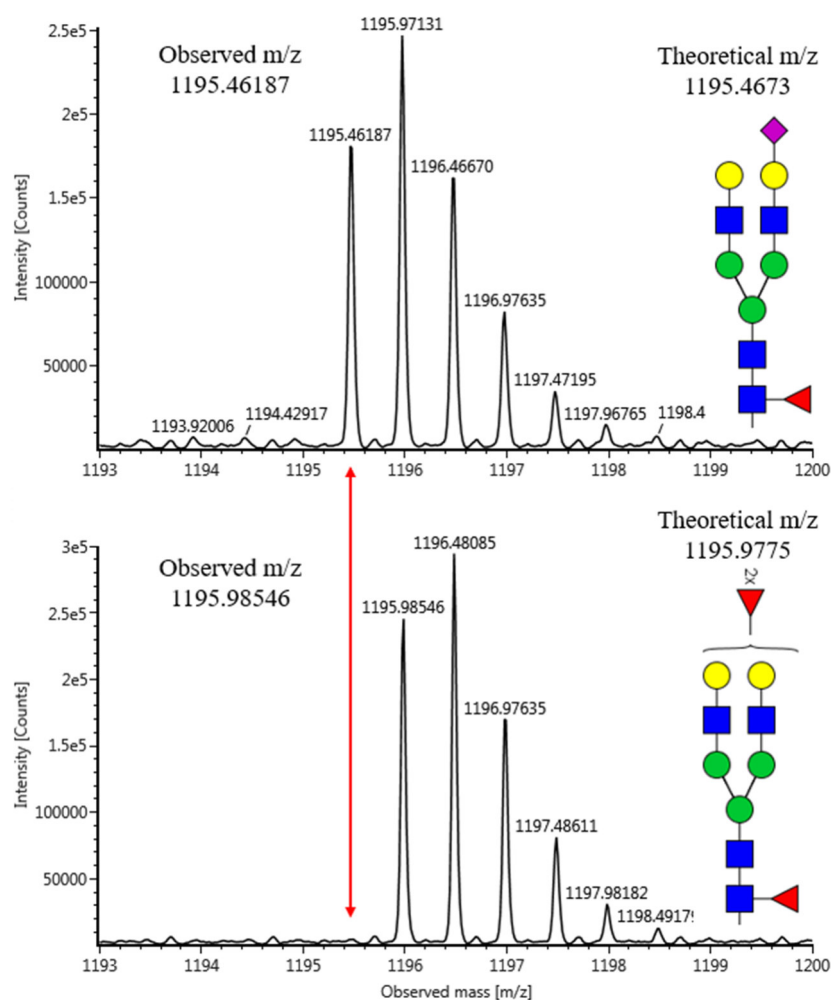 2.5e5
2e5
1.5e5
100000
50000
Intensity [Counts]
Observed m/z
1195.46187
Theoretical m/z
1195.4673
1193.92006
1194.42917
1195.46187
1195.97131
1196.46670
1196.97635
1197.47195
1197.96765
1198.4
1193 1194 1195 1196 1197 1198 1199 1200
3e5
2.5e5
2e5
1.5e5
100000
50000
Intensity [Counts]
Observed m/z
1195.98546
Theoretical m/z
1195.9775
2x
1195.98546
1196.48085
1196.97635
1197.48611
1197.98182
1198.4917
1193 1194 1195 1196 1197 1198 1199 1200
Observed mass [m/z]